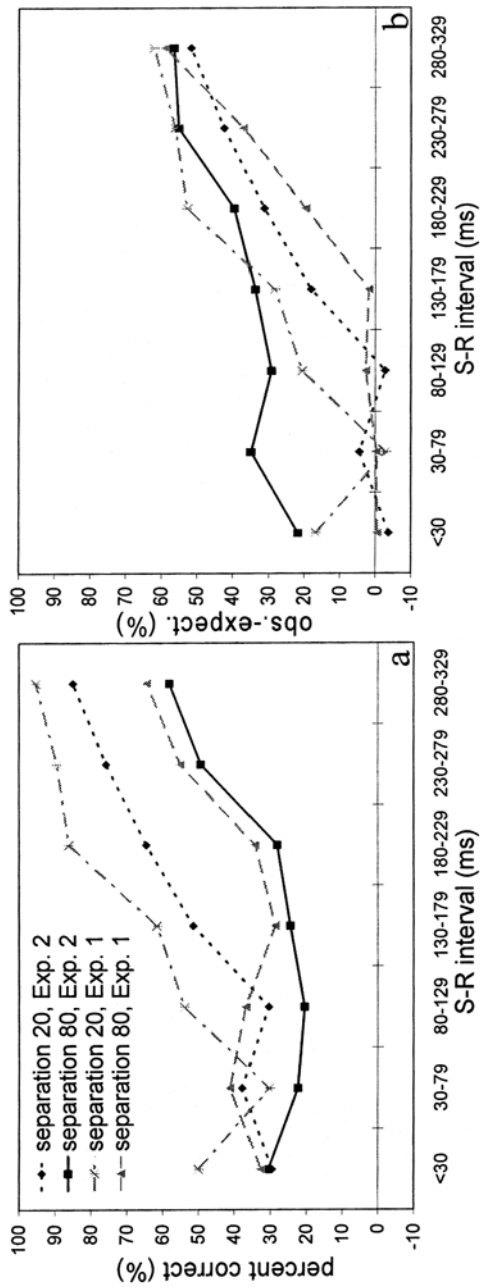 100
90
80
70
60
50
40
30
20
10
0
-10
percent correct (%)
separation 20, Exp. 2
separation 80, Exp. 2
separation 20, Exp. 1
separation 80, Exp. 1
a
<30 30-79 80-129 130-179 180-229 230-279 280-329
S-R interval (ms)
100
90
80
70
60
50
40
30
20
10
0
-10
obs.-expect. (%)
b
<30 30-79 80-129 130-179 180-229 230-279 280-329
S-R interval (ms)